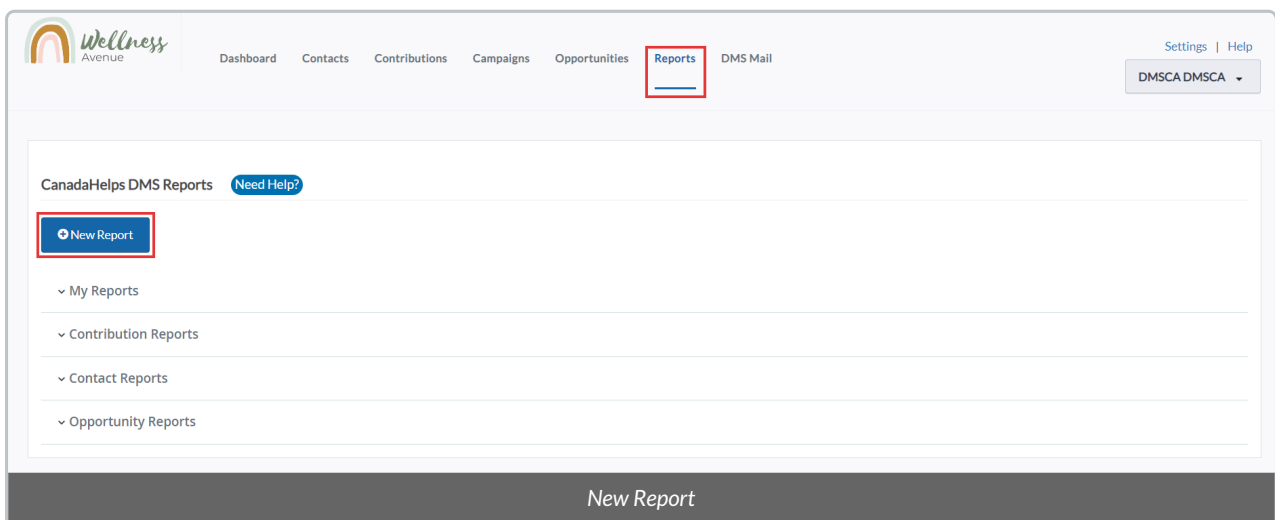 Wellness
Avenue
Dashboard Contacts Contributions Campaigns Opportunities Reports DMS Mail
Settings | Help
DMSCA DMSCA
CanadaHelps DMS Reports Need Help?
New Report
My Reports
Contribution Reports
Contact Reports
Opportunity Reports
New Report